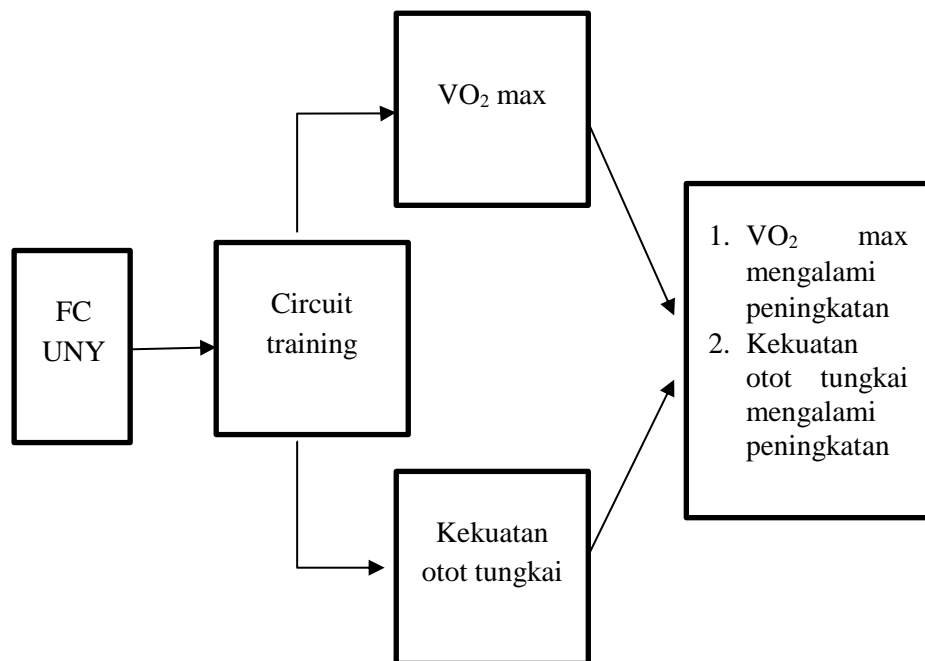 VO₂ max
FC
UNY
Circuit
training
Kekuatan
otot tungkai
1. VO₂ max
mengalami
peningkatan
2. Kekuatan
otot tungkai
mengalami
peningkatan